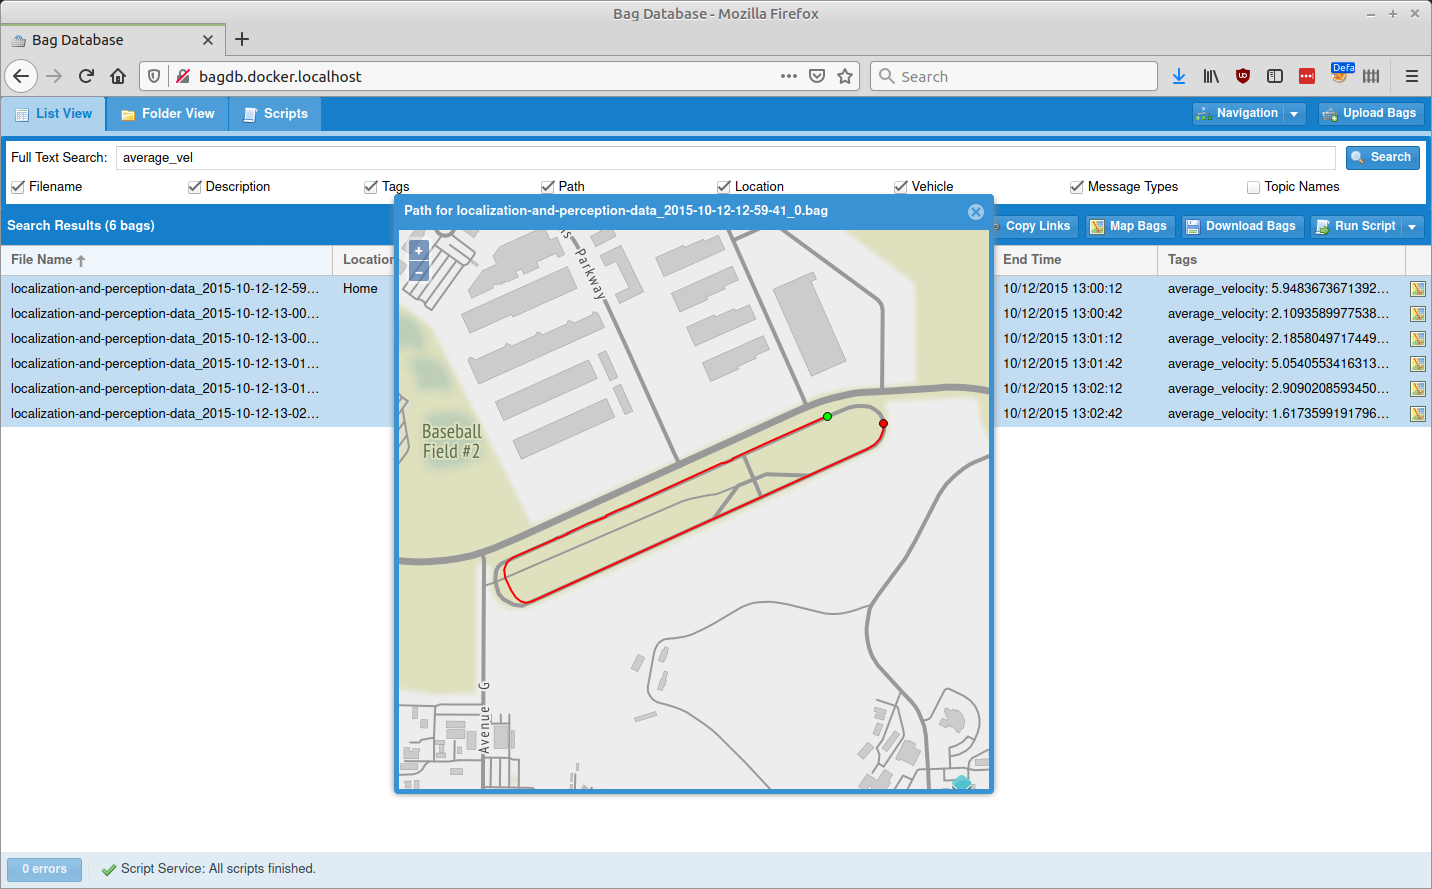 Bag Database - Mozilla Firefox
Bag Database
bagdb.docker.localhost
Search
Defa
List View
Folder View
Scripts
Navigation
Upload Bags
Full Text Search:
average_vel
Search
Filename
Description
Tags
Path
Location
Vehicle
Message Types
Topic Names
Search Results (6 bags)
Copy Links
Map Bags
Download Bags
Run Script
File Name
Location
End Time
Tags
localization-and-perception-data_2015-10-12-12-59...
Home
10/12/2015 13:00:12
average_velocity: 5.9483673671392...
localization-and-perception-data_2015-10-12-13-00...
10/12/2015 13:00:42
average_velocity: 2.1093589977538...
localization-and-perception-data_2015-10-12-13-00...
10/12/2015 13:01:12
average_velocity: 2.1858049717449...
localization-and-perception-data_2015-10-12-13-01...
10/12/2015 13:01:42
average_velocity: 5.05405534163​13...
localization-and-perception-data_2015-10-12-13-01...
10/12/2015 13:02:12
average_velocity: 2.9090208593450...
localization-and-perception-data_2015-10-12-13-02...
10/12/2015 13:02:42
average_velocity: 1.6173599191796...
Path for localization-and-perception-data_2015-10-12-12-59-41_0.bag
+
−
Parkway
Baseball
Field #2
Avenue G
0 errors
Script Service: All scripts finished.